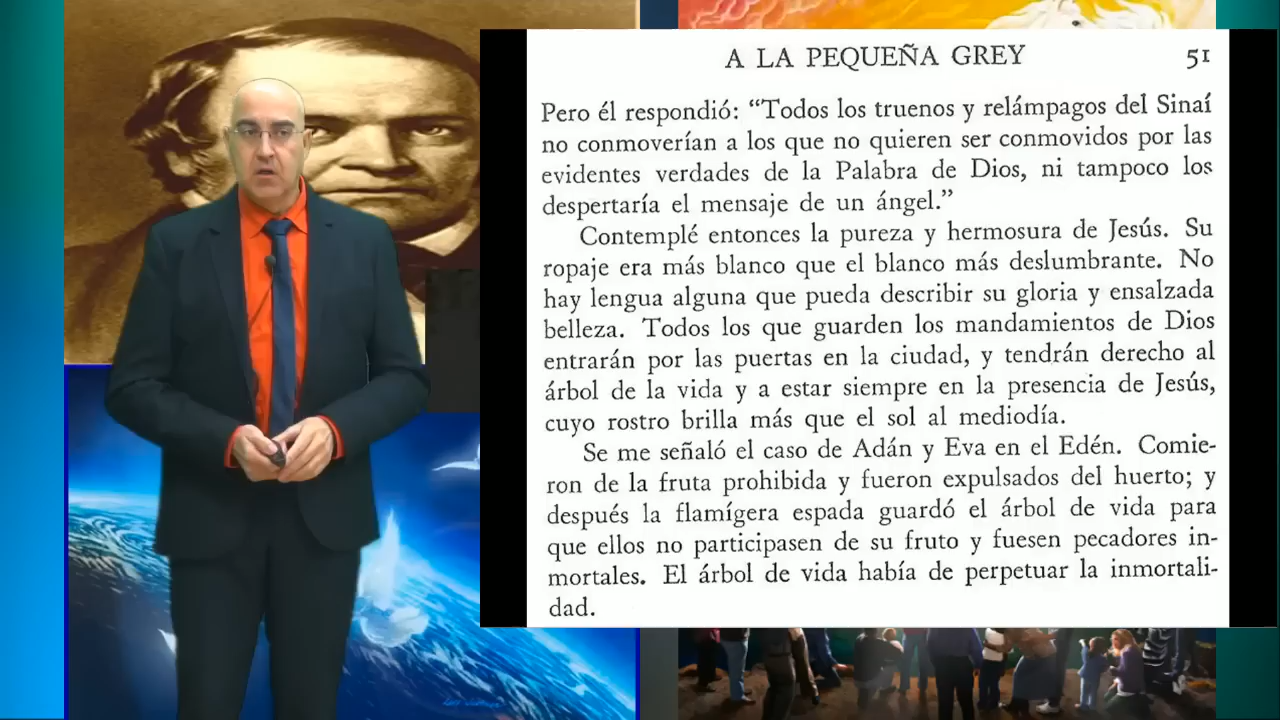 A LA PEQUEÑA GREY 51
Pero él respondió: “Todos los truenos y relámpagos del Sinaí
no conmoverían a los que no quieren ser conmovidos por las
evidentes verdades de la Palabra de Dios, ni tampoco los
despertaría el mensaje de un ángel.”
Contemplé entonces la pureza y hermosura de Jesús. Su
ropaje era más blanco que el blanco más deslumbrante. No
hay lengua alguna que pueda describir su gloria y ensalzada
belleza. Todos los que guarden los mandamientos de Dios
entrarán por las puertas en la ciudad, y tendrán derecho al
árbol de la vida y a estar siempre en la presencia de Jesús,
cuyo rostro brilla más que el sol al mediodía.
Se me señaló el caso de Adán y Eva en el Edén. Comie-
ron de la fruta prohibida y fueron expulsados del huerto; y
después la flamígera espada guardó el árbol de vida para
que ellos no participasen de su fruto y fuesen pecadores in-
mortales. El árbol de vida había de perpetuar la inmortali-
dad.